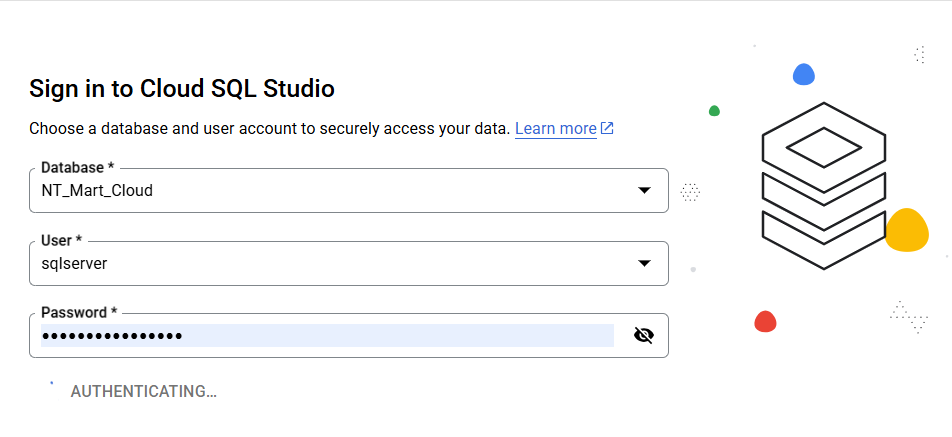 Sign in to Cloud SQL Studio
Choose a database and user account to securely access your data. Learn more
Database *
NT_Mart_Cloud
User *
sqlserver
Password *
••••••••••••••••
AUTHENTICATING...